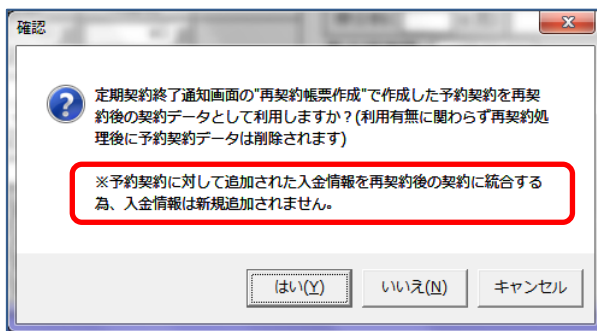 確認
定期契約終了通知画面の"再契約帳票作成"で作成した予約契約を再契
約後の契約データとして利用しますか？(利用有無に関わらず再契約処
理後に予約契約データは削除されます)
※予約契約に対して追加された入金情報を再契約後の契約に統合する
為、入金情報は新規追加されません。
はい(Y) いいえ(N) キャンセル